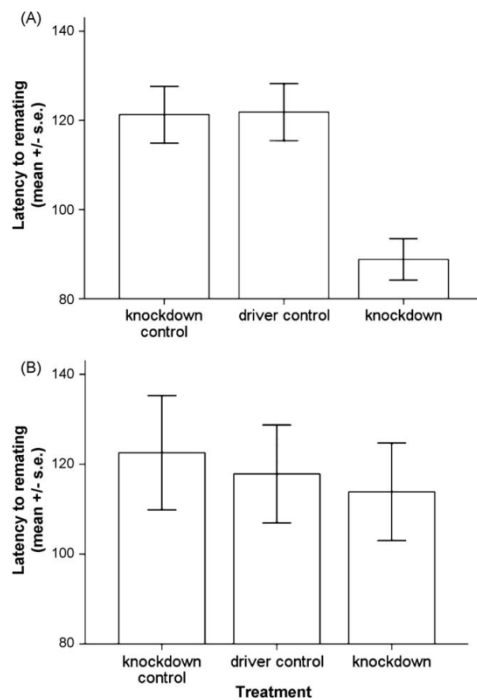 (A)
Latency to remating
(mean +/- s.e.)
140
120
100
80
knockdown
control
driver control
knockdown
(B)
Latency to remating
(mean +/- s.e.)
140
120
100
80
knockdown
control
driver control
knockdown
Treatment